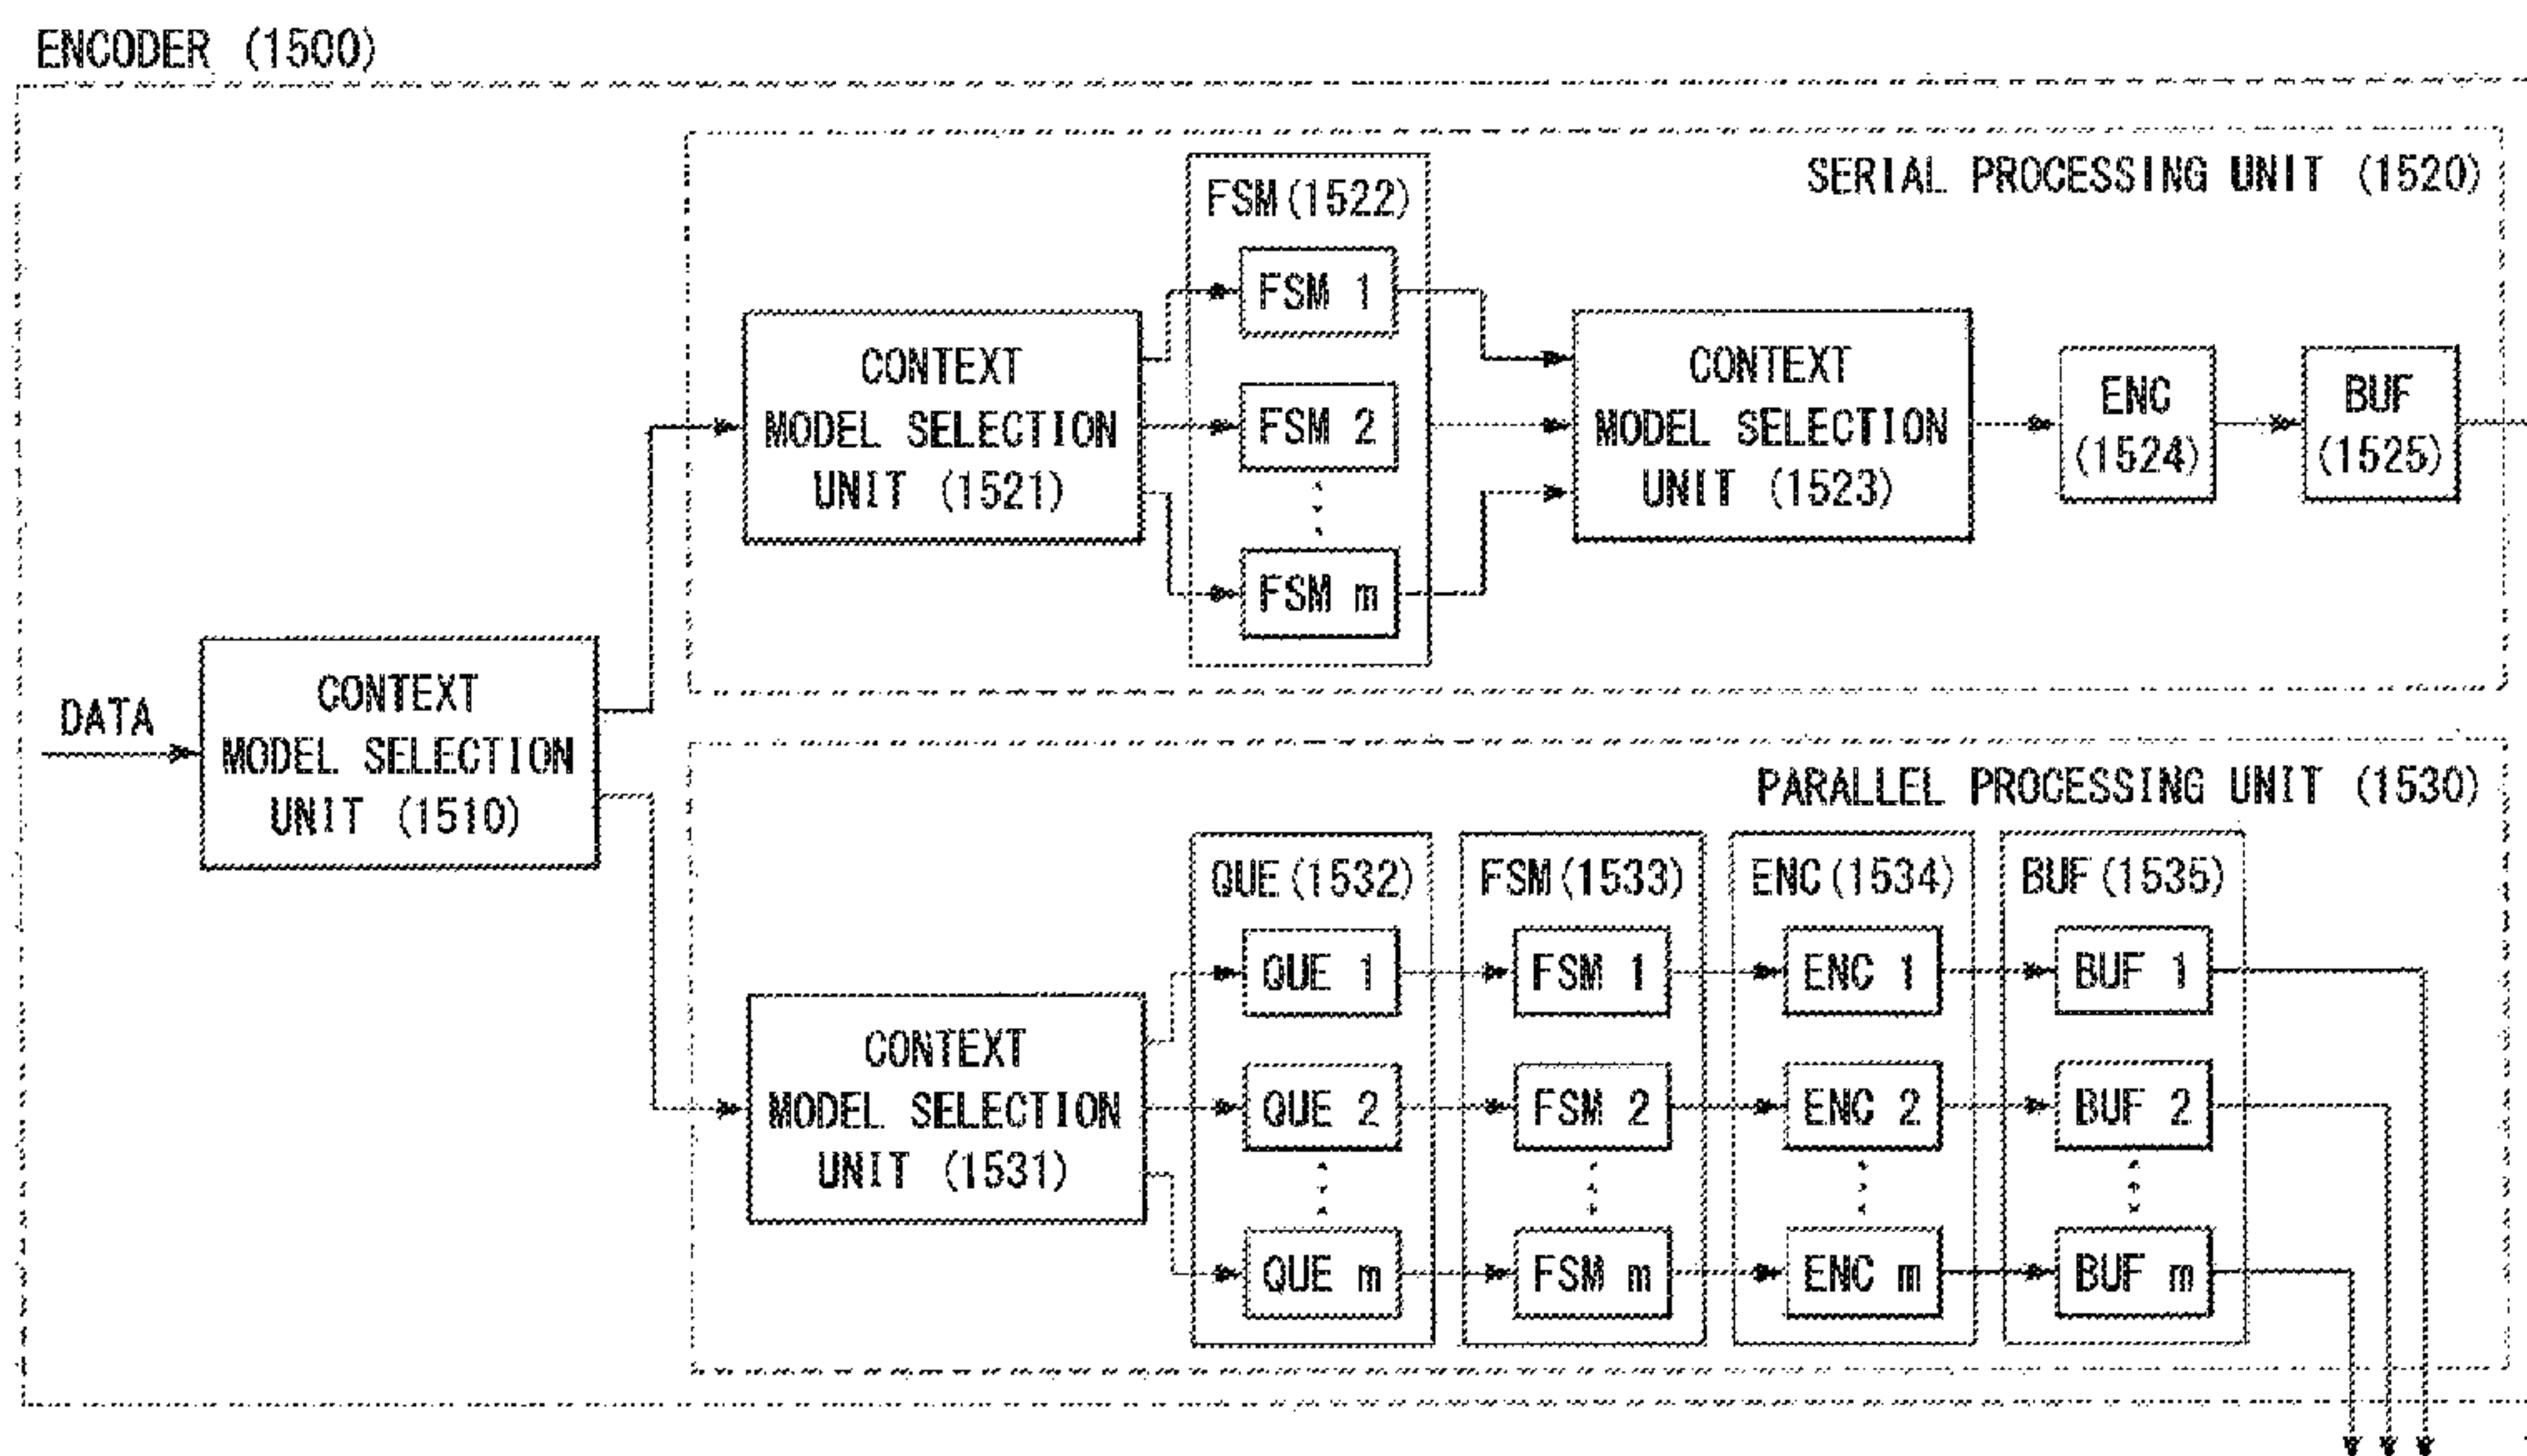 ENCODER (1500)
SERIAL PROCESSING UNIT (1520)
FSM(1522)
FSM 1
FSM 2
FSM m
CONTEXT
MODEL SELECTION
UNIT (1521)
CONTEXT
MODEL SELECTION
UNIT (1523)
ENC
(1524)
BUF
(1525)
DATA
CONTEXT
MODEL SELECTION
UNIT (1510)
PARALLEL PROCESSING UNIT (1530)
CONTEXT
MODEL SELECTION
UNIT (1531)
QUE(1532)
QUE 1
QUE 2
QUE m
FSM(1533)
FSM 1
FSM 2
FSM m
ENC(1534)
ENC 1
ENC 2
ENC m
BUF(1535)
BUF 1
BUF 2
BUF m